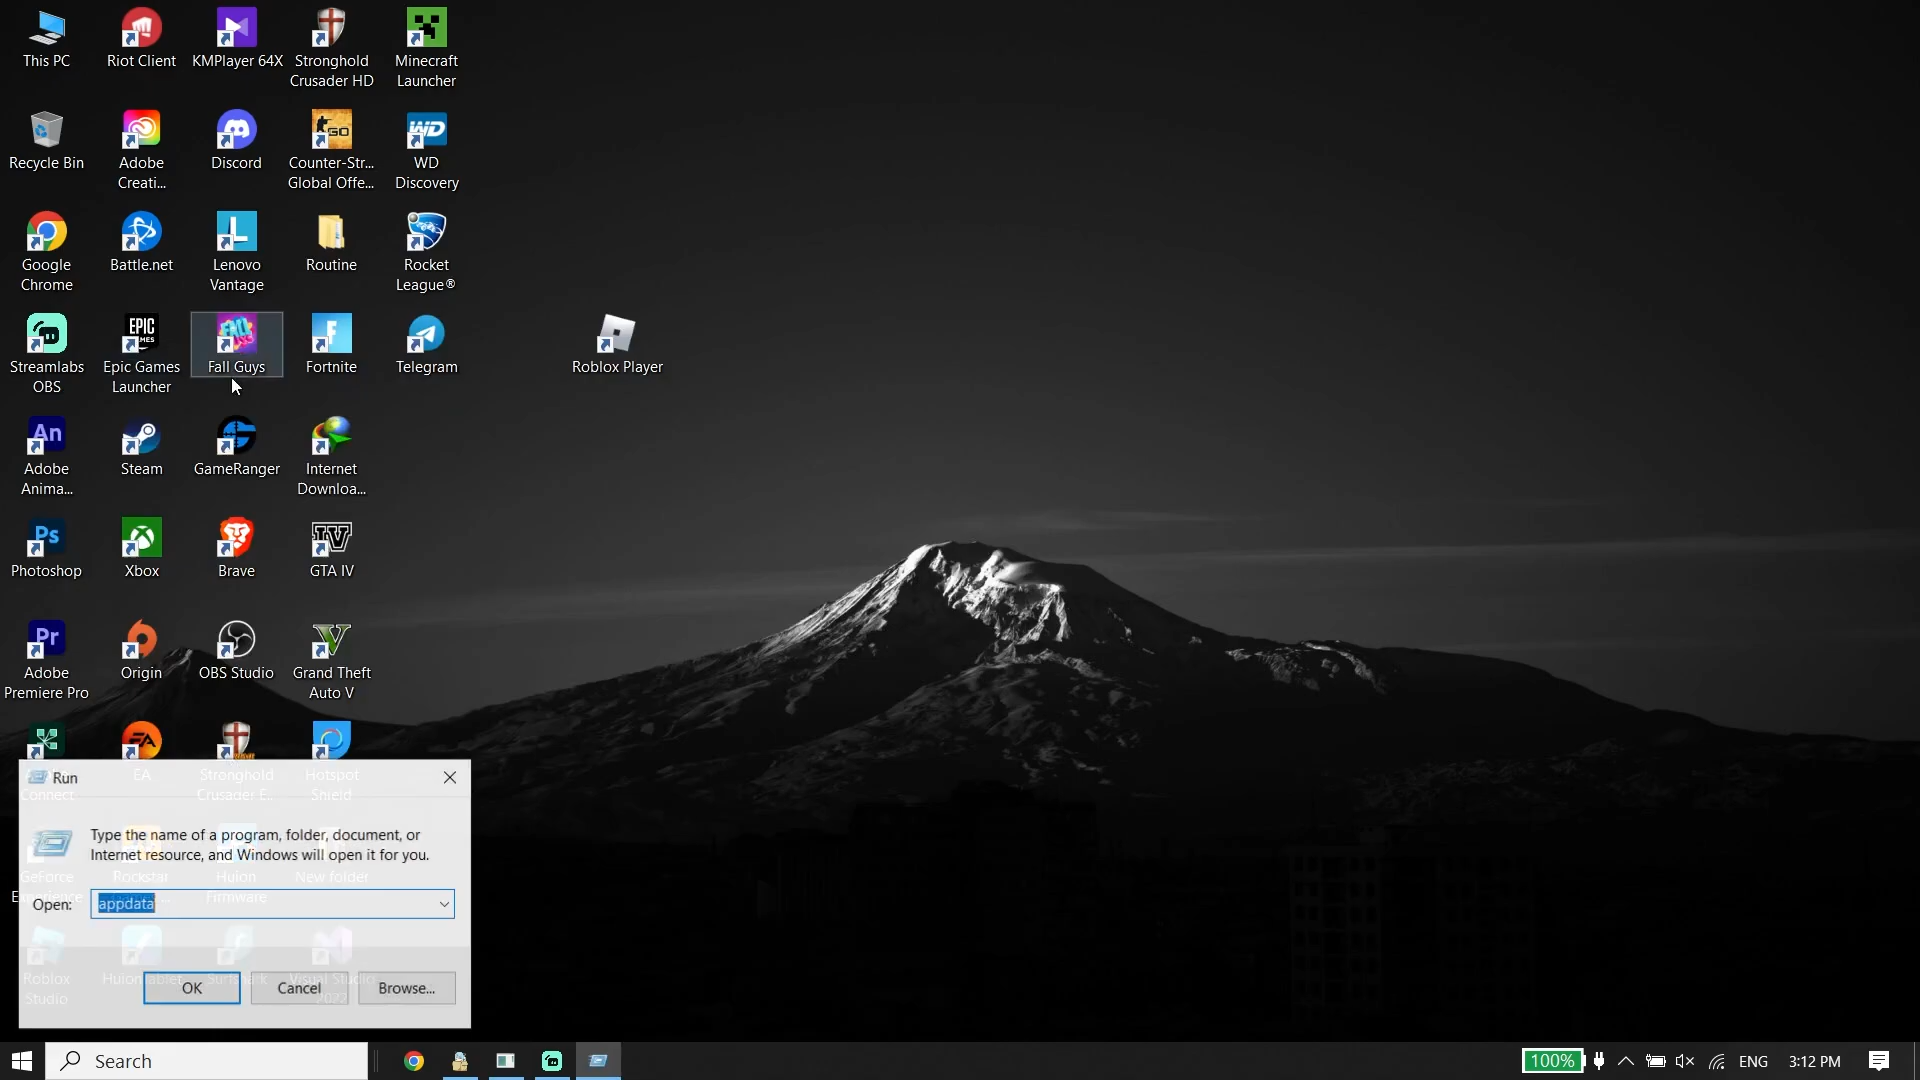 This PC
Riot Client
KMPlayer 64X
Stronghold
Crusader HD
Minecraft
Launcher
Recycle Bin
Adobe
Creati...
Discord
Counter-Str...
Global Offe...
WD
Discovery
Google
Chrome
Battle.net
Lenovo
Vantage
Routine
Rocket
League®
Streamlabs
OBS
Epic Games
Launcher
Fall Guys
Fortnite
Telegram
Roblox Player
Adobe
Anima...
Steam
GameRanger
Internet
Downloa...
Photoshop
Xbox
Brave
GTA IV
Adobe
Premiere Pro
Origin
OBS Studio
Grand Theft
Auto V
Connect
EA
Stronghold
Crusader E...
Hotspot
Shield
Run
Type the name of a program, folder, document, or
Internet resource, and Windows will open it for you.
GeForce
Experience
Rockstar
Huion
Firmware
New folder
Open:
appdata
Roblox
Studio
HuionTablet
Surfshark
Visual Studio
2022
OK
Cancel
Browse...
Search
100%
ENG
3:12 PM